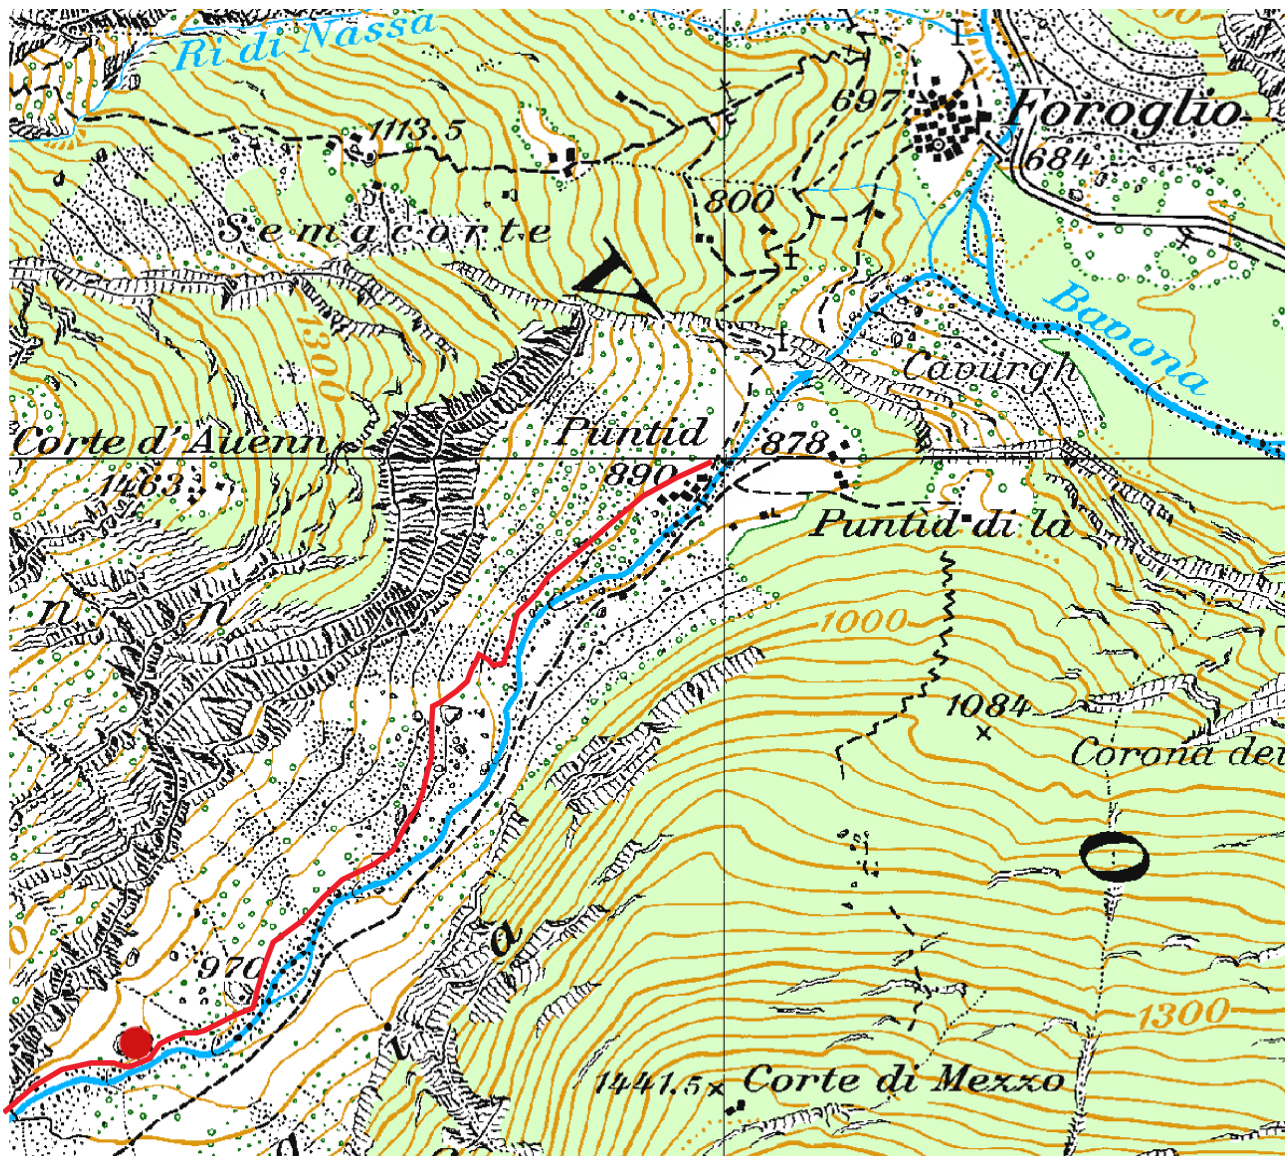 Ri di Nassa
697
Foroglio
1113.5
684
800
Semacorte
V
Bavona
1300
Cavurgh
Corte d'Auenn
Puntid
878
1463
890
Puntid di là
n n
1000
1084
Corona dei
O
a
970
1300
i
1441.5 Corte di Mezzo